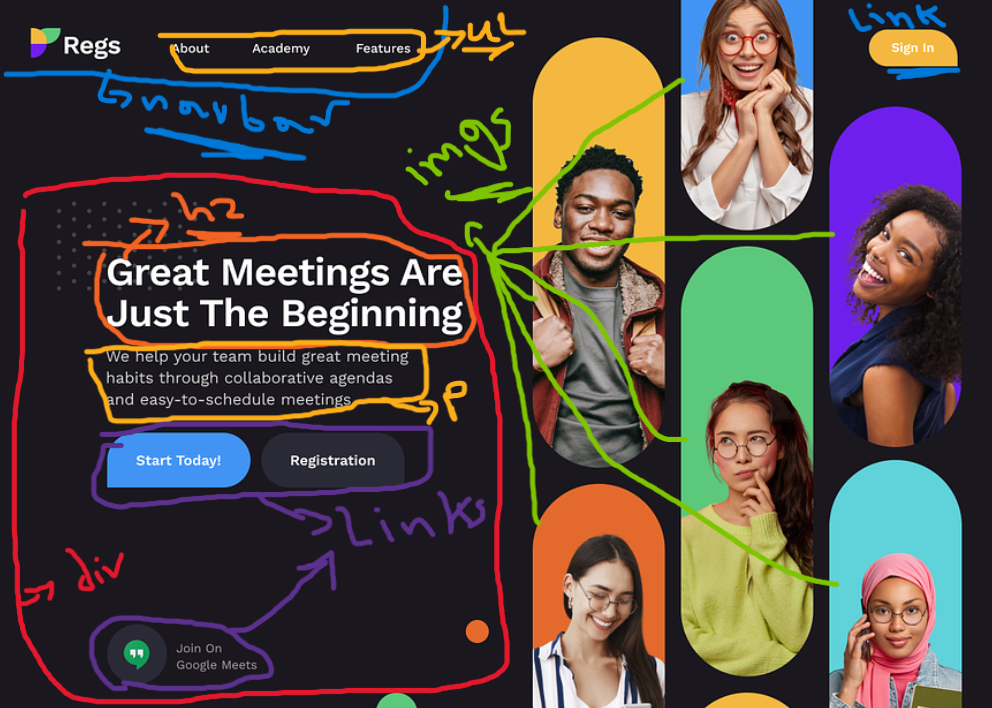 Regs
About Academy Features
ul
Link
Sign In
navbar
imgs
h2
Great Meetings Are
Just The Beginning
We help your team build great meeting
habits through collaborative agendas
and easy-to-schedule meetings
P
Start Today!
Registration
Links
div
Join On
Google Meets